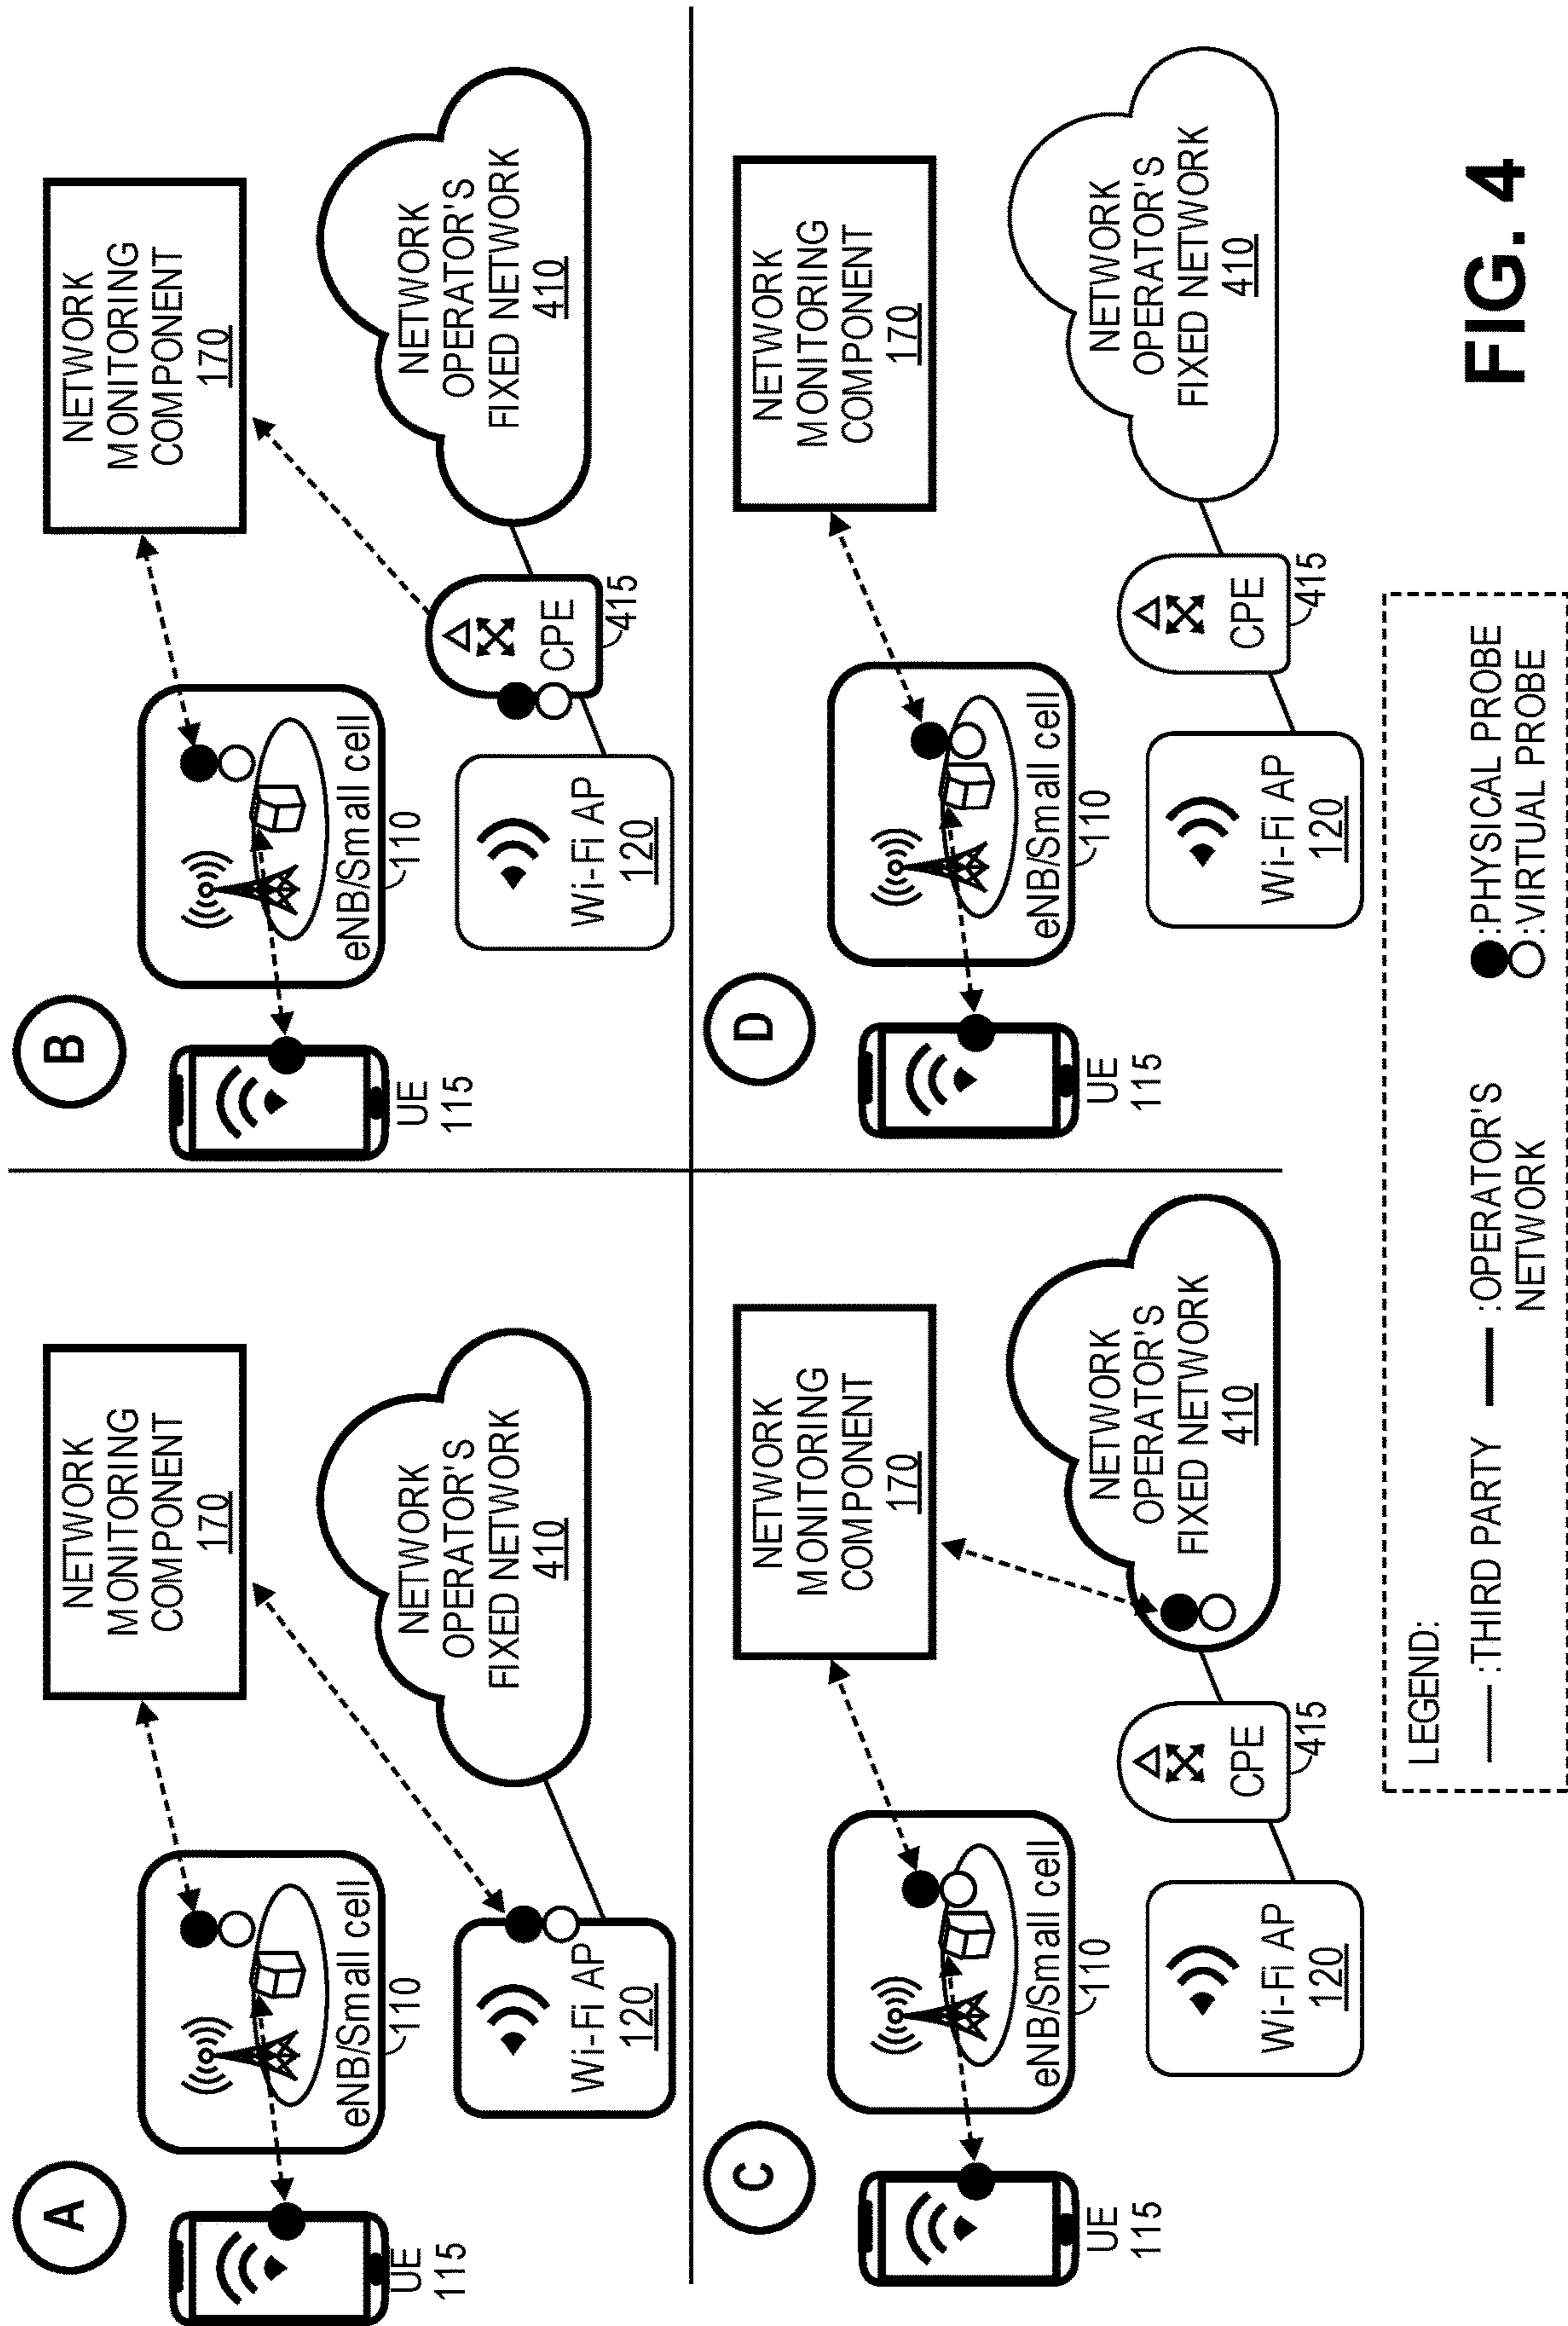 A
NETWORK
MONITORING
COMPONENT
170
eNB/Small cell
110
UE
115
Wi-Fi AP
120
NETWORK
OPERATOR'S
FIXED NETWORK
410
B
NETWORK
MONITORING
COMPONENT
170
eNB/Small cell
110
UE
115
Wi-Fi AP
120
CPE
415
NETWORK
OPERATOR'S
FIXED NETWORK
410
C
NETWORK
MONITORING
COMPONENT
170
eNB/Small cell
110
UE
115
Wi-Fi AP
120
CPE
415
NETWORK
OPERATOR'S
FIXED NETWORK
410
D
NETWORK
MONITORING
COMPONENT
170
eNB/Small cell
110
UE
115
Wi-Fi AP
120
CPE
415
NETWORK
OPERATOR'S
FIXED NETWORK
410
LEGEND:
:THIRD PARTY
:OPERATOR'S
NETWORK
:PHYSICAL PROBE
:VIRTUAL PROBE
FIG. 4